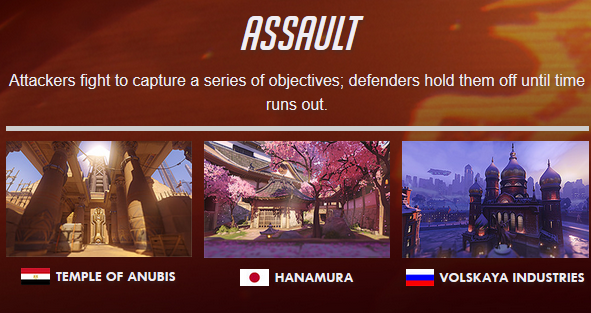 ASSAULT
Attackers fight to capture a series of objectives; defenders hold them off until time
runs out.
TEMPLE OF ANUBIS
HANAMURA
VOLSKAYA INDUSTRIES